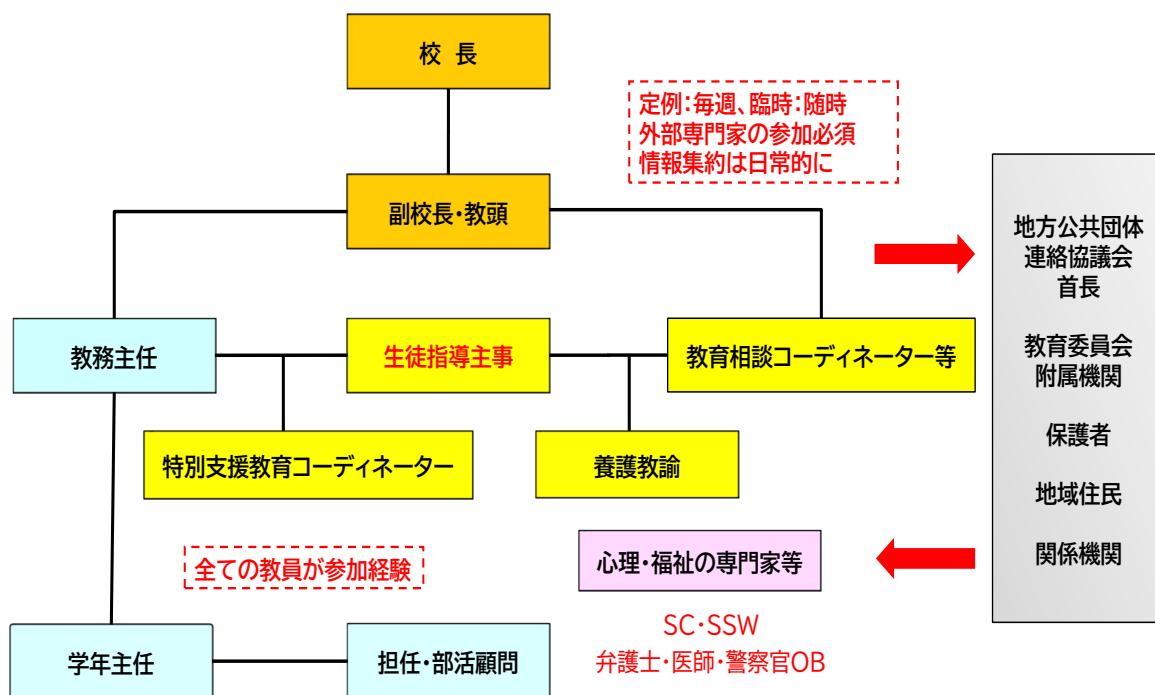 校 長
定例：毎週、臨時：随時
外部専門家の参加必須
情報集約は日常的に
副校長・教頭
地方公共団体
連絡協議会
首長
教育委員会
附属機関
保護者
地域住民
関係機関
教務主任
生徒指導主事
教育相談コーディネーター等
特別支援教育コーディネーター
養護教諭
全ての教員が参加経験
心理・福祉の専門家等
SC・SSW
弁護士・医師・警察官OB
学年主任
担任・部活顧問